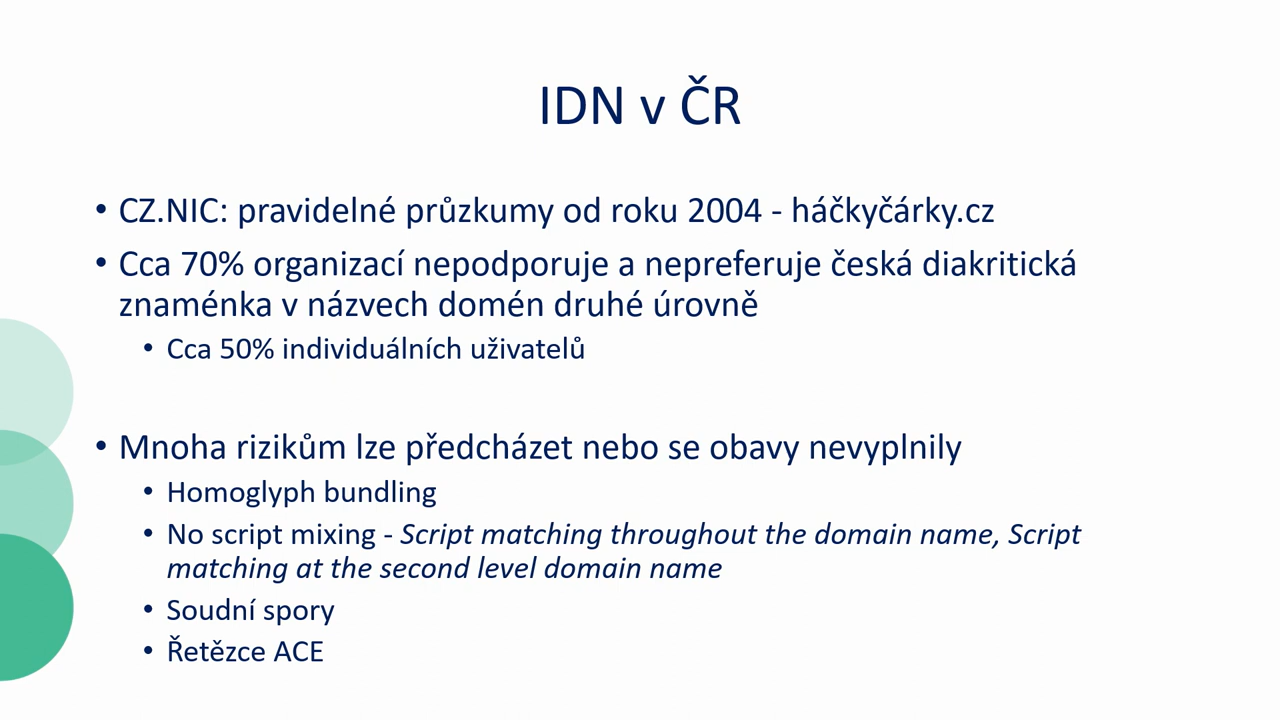 IDN v ČR
• CZ.NIC: pravidelné průzkumy od roku 2004 - háčkyčárky.cz
• Cca 70% organizací nepodporuje a nepreferuje česká diakritická
znaménka v názvech domén druhé úrovně
• Cca 50% individuálních uživatelů
• Mnoha rizikům lze předcházet nebo se obavy nevyplnily
• Homoglyph bundling
• No script mixing - Script matching throughout the domain name, Script
matching at the second level domain name
• Soudní spory
• Řetězce ACE